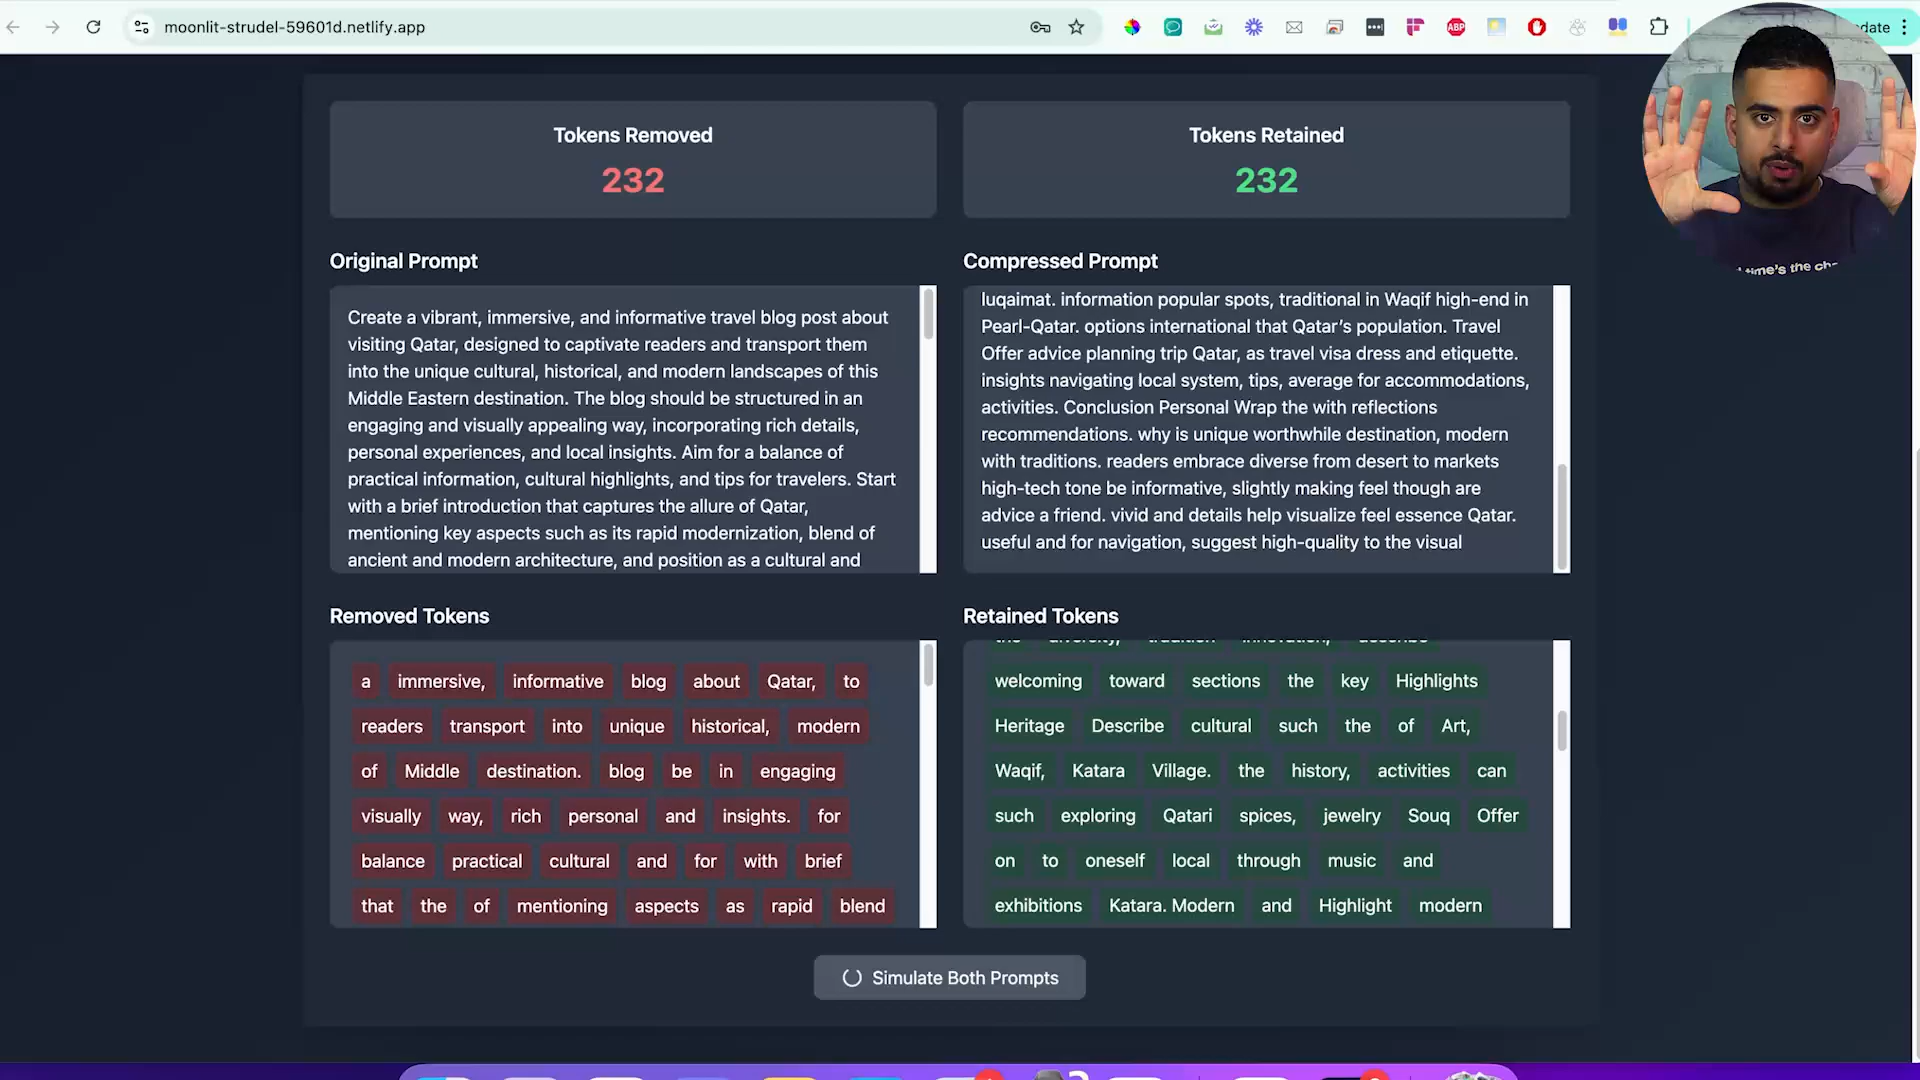 moonlit-strudel-59601d.netlify.app
ABP
date
Tokens Removed
232
Tokens Retained
232
Original Prompt
Create a vibrant, immersive, and informative travel blog post about
visiting Qatar, designed to captivate readers and transport them
into the unique cultural, historical, and modern landscapes of this
Middle Eastern destination. The blog should be structured in an
engaging and visually appealing way, incorporating rich details,
personal experiences, and local insights. Aim for a balance of
practical information, cultural highlights, and tips for travelers. Start
with a brief introduction that captures the allure of Qatar,
mentioning key aspects such as its rapid modernization, blend of
ancient and modern architecture, and position as a cultural and
Compressed Prompt
luqaimat. information popular spots, traditional in Waqif high-end in
Pearl-Qatar. options international that Qatar’s population. Travel
Offer advice planning trip Qatar, as travel visa dress and etiquette.
insights navigating local system, tips, average for accommodations,
activities. Conclusion Personal Wrap the with reflections
recommendations. why is unique worthwhile destination, modern
with traditions. readers embrace diverse from desert to markets
high-tech tone be informative, slightly making feel though are
advice a friend. vivid and details help visualize feel essence Qatar.
useful and for navigation, suggest high-quality to the visual
Removed Tokens
a immersive, informative blog about Qatar, to
readers transport into unique historical, modern
of Middle destination. blog be in engaging
visually way, rich personal and insights. for
balance practical cultural and for with brief
that the of mentioning aspects as rapid blend
Retained Tokens
the diversity, tradition innovation, describe
welcoming toward sections the key Highlights
Heritage Describe cultural such the of Art,
Waqif, Katara Village. the history, activities can
such exploring Qatari spices, jewelry Souq Offer
on to oneself local through music and
exhibitions Katara. Modern and Highlight modern
Simulate Both Prompts
time's the